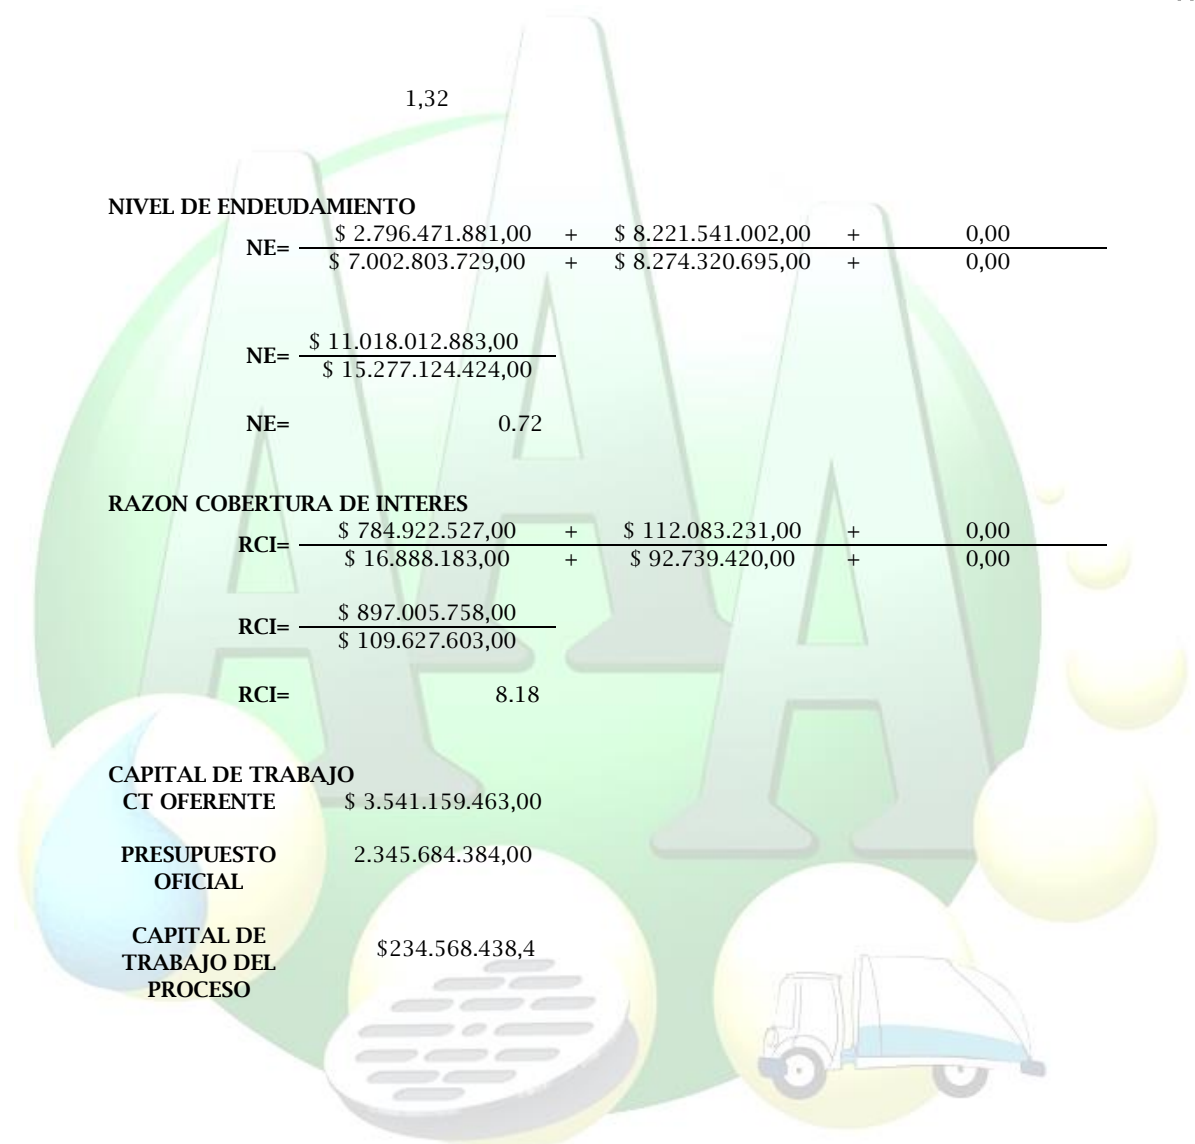 1,32
NIVEL DE ENDEUDAMIENTO
NE= $ 2.796.471.881,00 + $ 8.221.541.002,00 + 0,00
$ 7.002.803.729,00 + $ 8.274.320.695,00 + 0,00
NE= $ 11.018.012.883,00
$ 15.277.124.424,00
NE= 0.72
RAZON COBERTURA DE INTERES
RCI= $ 784.922.527,00 + $ 112.083.231,00 + 0,00
$ 16.888.183,00 + $ 92.739.420,00 + 0,00
RCI= $ 897.005.758,00
$ 109.627.603,00
RCI= 8.18
CAPITAL DE TRABAJO
CT OFERENTE $ 3.541.159.463,00
PRESUPUESTO 2.345.684.384,00
OFICIAL
CAPITAL DE
TRABAJO DEL $234.568.438,4
PROCESO
AAA